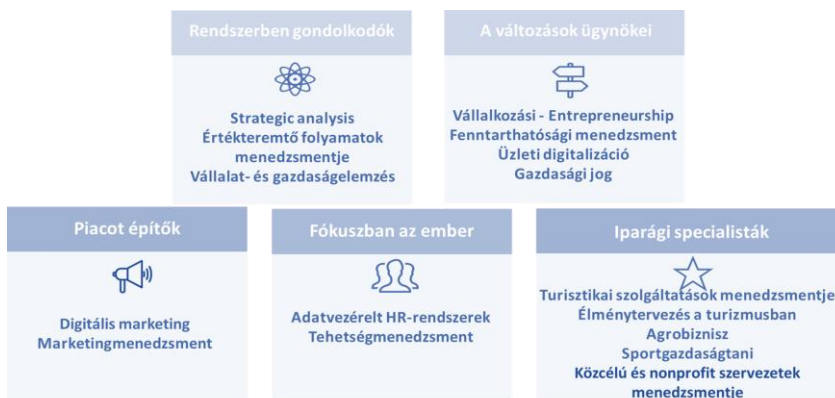 Rendszerben gondolkodók
Strategic analysis
Értékteremtő folyamatok
menedzsmentje
Vállalat- és gazdaságelemzés
A változások ügynökei
Vállalkozási - Entrepreneurship
Fenntarthatósági menedzsment
Üzleti digitalizáció
Gazdasági jog
Piacot építők
Digitális marketing
Marketingmenedzsment
Fókuszban az ember
Adatvezérelt HR-rendszerek
Tehetségmenedzsment
Iparági specialisták
Turisztikai szolgáltatások menedzsmentje
Élménytervezés a turizmusban
Agrobiznisz
Sportgazdaságtani
Közcélú és nonprofit szervezetek
menedzsmentje